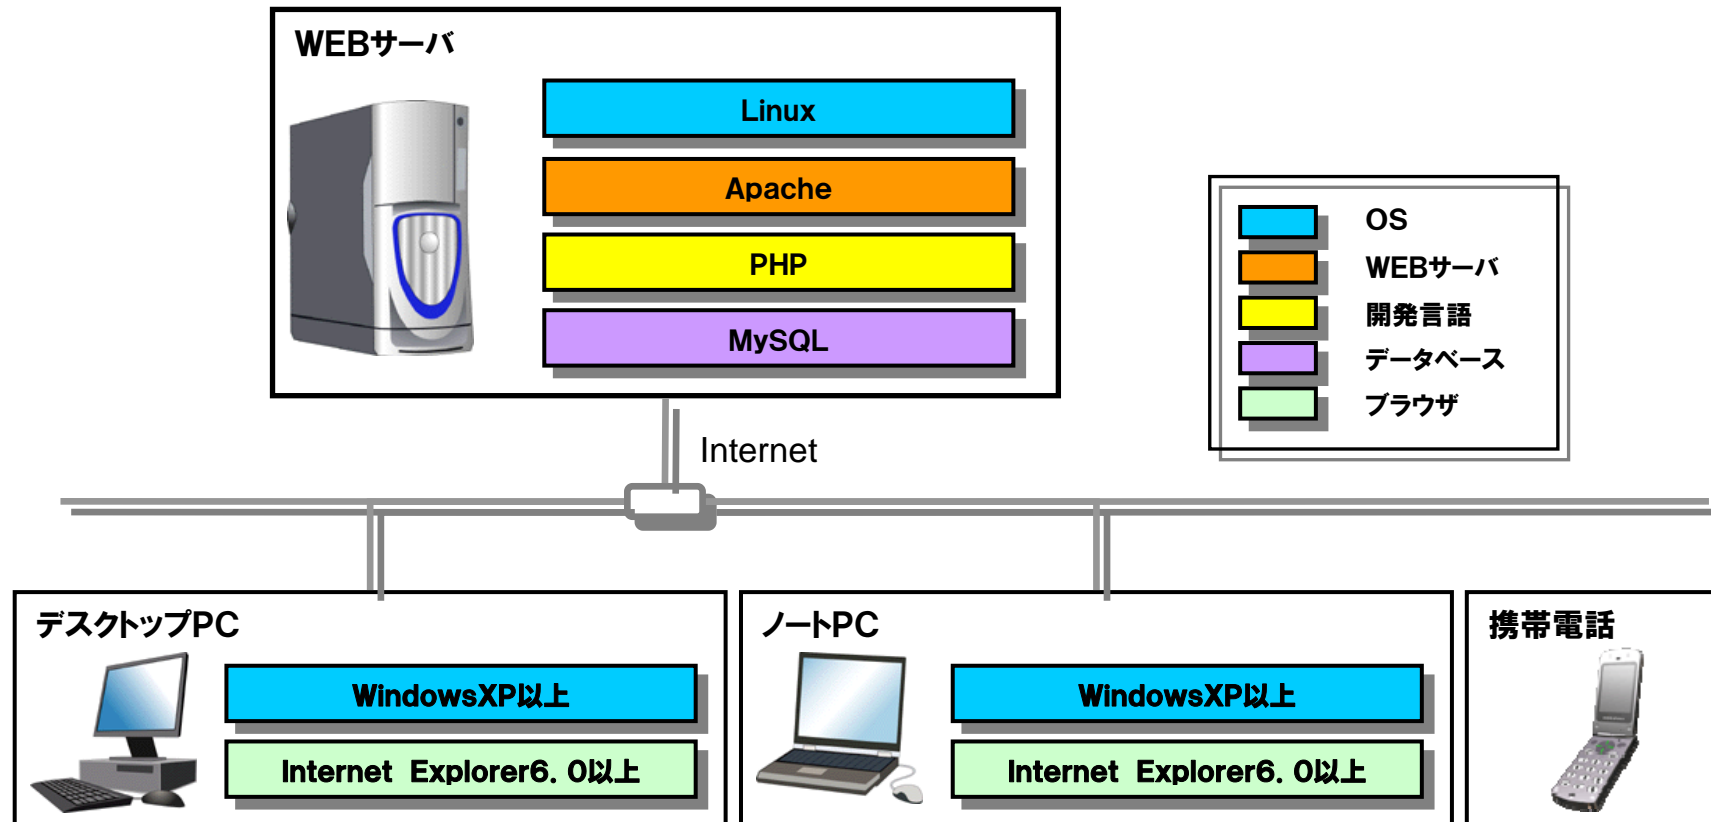 WEBサーバ
Linux
Apache
PHP
MySQL
OS
WEBサーバ
開発言語
データベース
ブラウザ
Internet
デスクトップPC
WindowsXP以上
Internet Explorer6．0以上
ノートPC
WindowsXP以上
Internet Explorer6．0以上
携帯電話